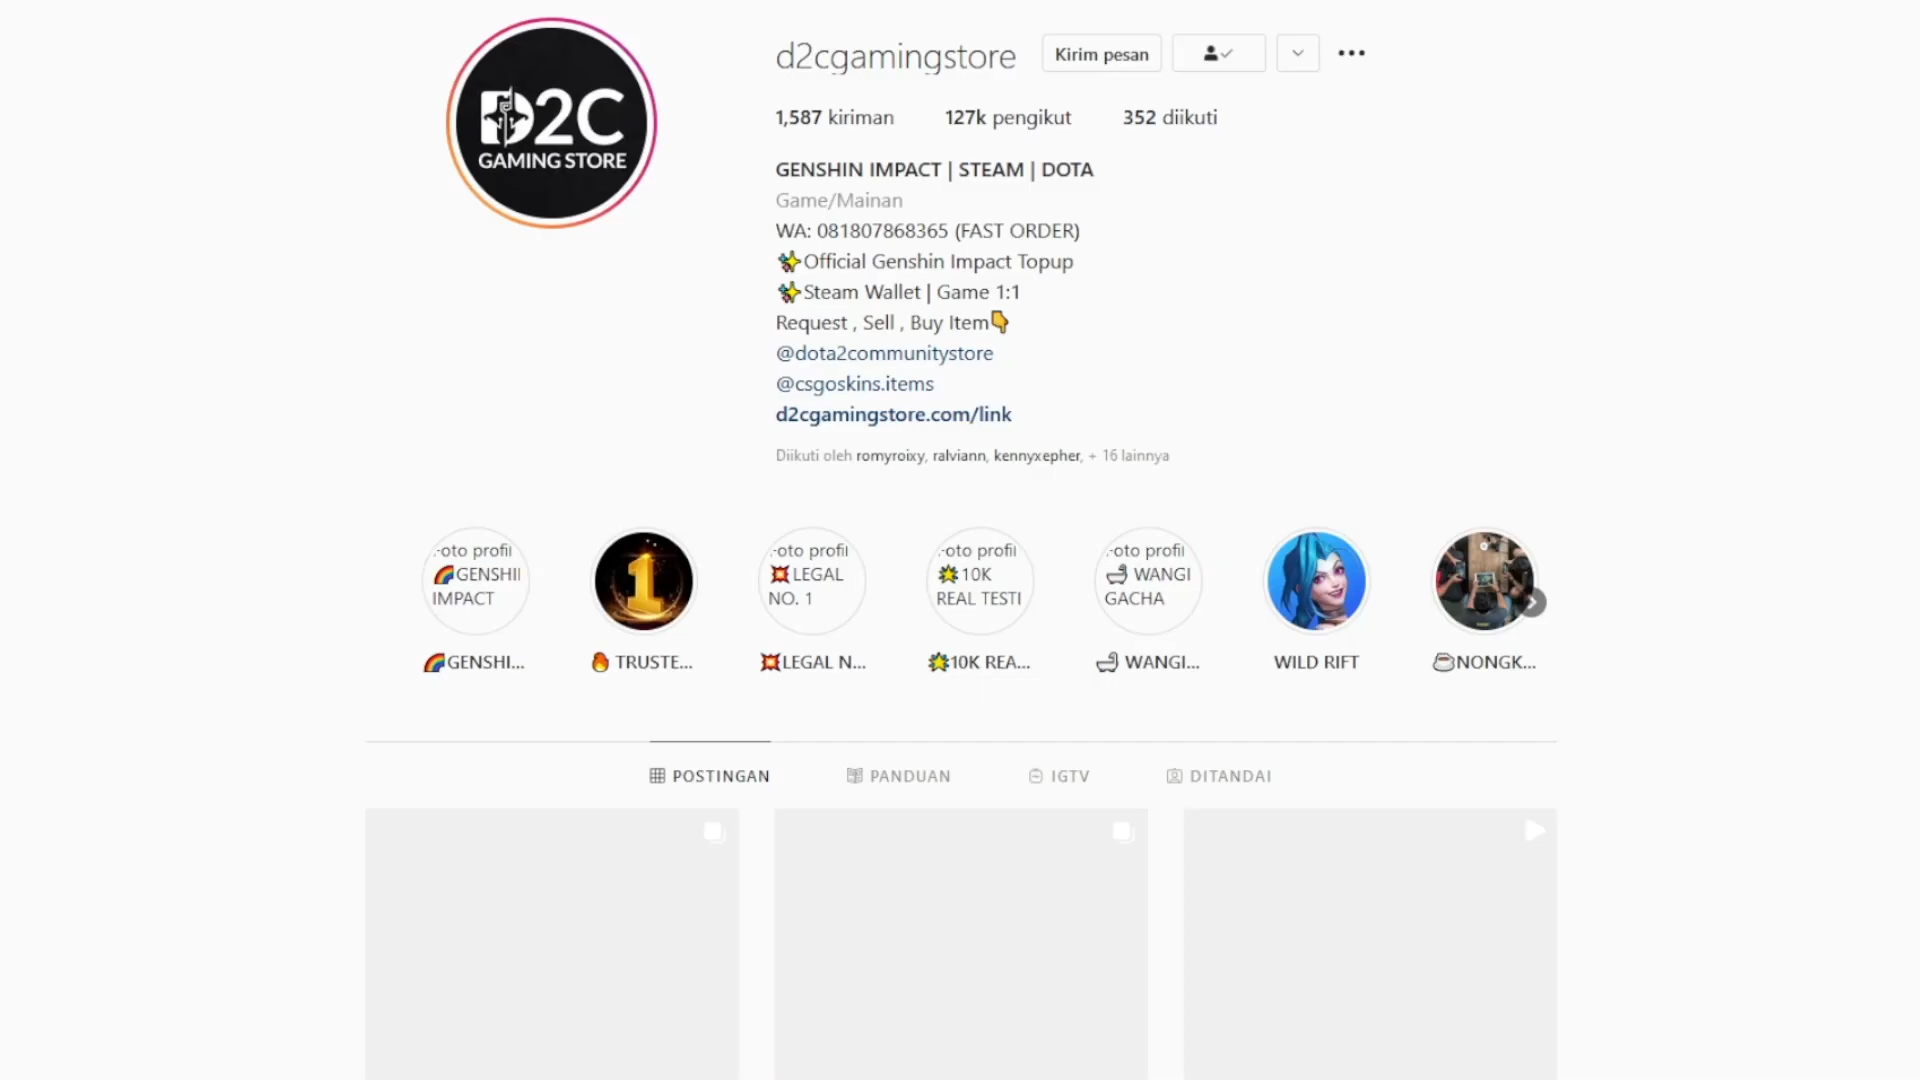 D2C
GAMING STORE
d2cgamingstore
Kirim pesan
1,587 kiriman 127k pengikut 352 diikuti
GENSHIN IMPACT | STEAM | DOTA
Game/Mainan
WA: 081807868365 (FAST ORDER)
✨Official Genshin Impact Topup
✨Steam Wallet | Game 1:1
Request , Sell , Buy Item👇
@dota2communitystore
@csgoskins.items
d2cgamingstore.com/link
Diikuti oleh romyroixy, ralviann, kennyxepher, + 16 lainnya
oto profil
🌈GENSHII
IMPACT
1
oto profil
💥LEGAL
NO. 1
oto profil
🌟10K
REAL TESTI
oto profil
🛁 WANGI
GACHA
🌈GENSHI...
🔥 TRUSTE...
💥LEGAL N...
🌟10K REA...
🛁 WANGI...
WILD RIFT
☕NONGK...
POSTINGAN PANDUAN IGTV DITANDAI